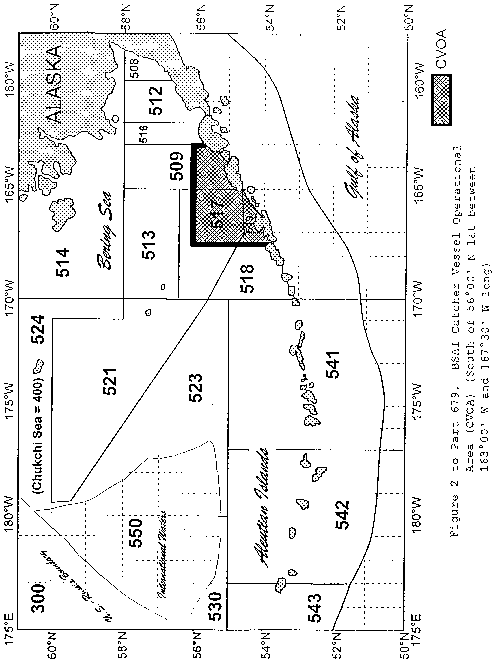 60°N
58°N
56°N
54°N
52°N
50°N
160°W
165°W
170°W
175°W
180°W
175°E
ALASKA
508
512
516
509
517
Bering Sea
514
513
518
Gulf of Alaska
524
(Chukchi Sea = 400)
521
523
541
Aleutian Islands
542
550
International Waters
U.S. - Russia Boundary
300
530
543
60°N
58°N
56°N
54°N
52°N
50°N
160°W
165°W
170°W
175°W
180°W
175°E
CVOA
Figure 2 to Part 679. BSAI Catcher Vessel Operational
Area (CVOA) (South of 56°00' N lat between
163°00' W and 167°30' W long)